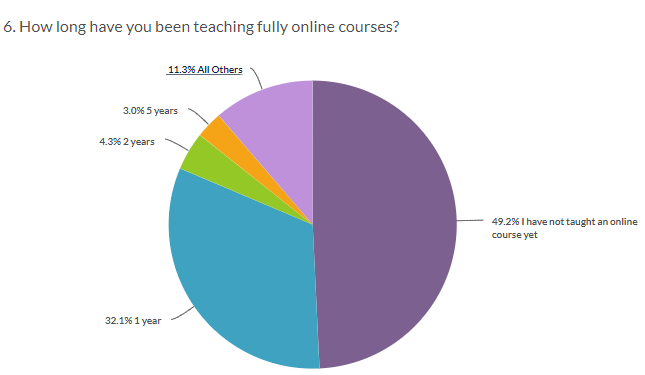 6. How long have you been teaching fully online courses?
11.3% All Others
3.0% 5 years
4.3% 2 years
49.2% I have not taught an online
course yet
32.1% 1 year